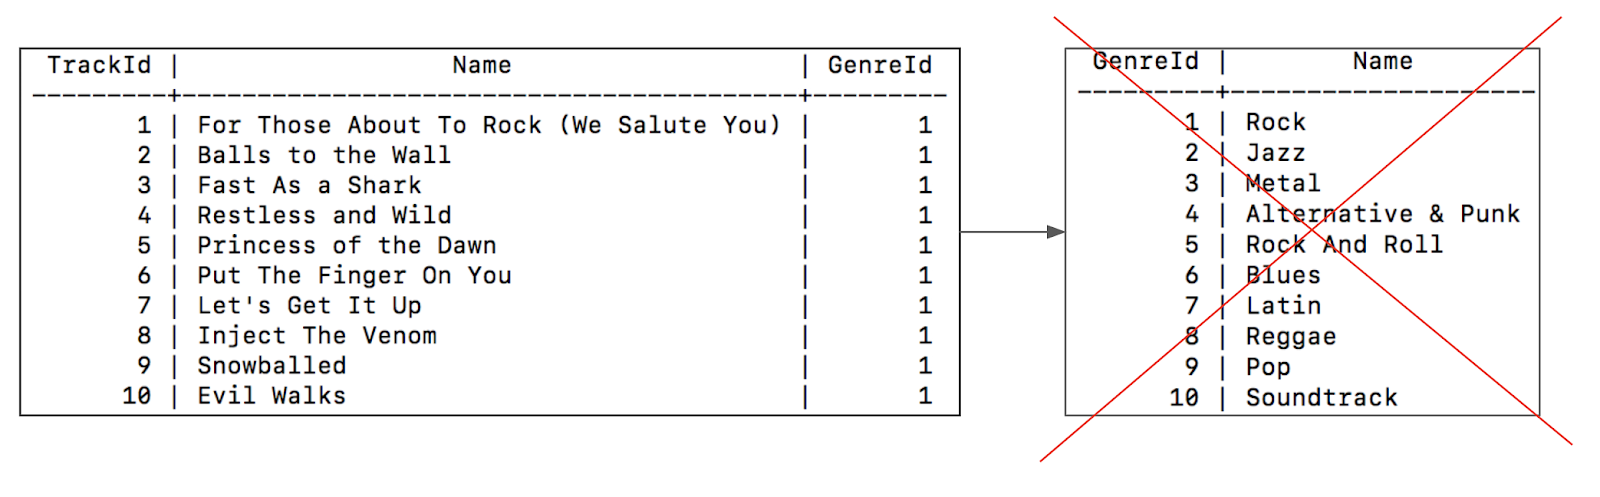 TrackId | Name | GenreId
---------+-----------------------------------------+---------
1 | For Those About To Rock (We Salute You) | 1
2 | Balls to the Wall | 1
3 | Fast As a Shark | 1
4 | Restless and Wild | 1
5 | Princess of the Dawn | 1
6 | Put The Finger On You | 1
7 | Let's Get It Up | 1
8 | Inject The Venom | 1
9 | Snowballed | 1
10 | Evil Walks | 1
GenreId | Name
---------+--------------------
1 | Rock
2 | Jazz
3 | Metal
4 | Alternative & Punk
5 | Rock And Roll
6 | Blues
7 | Latin
8 | Reggae
9 | Pop
10 | Soundtrack